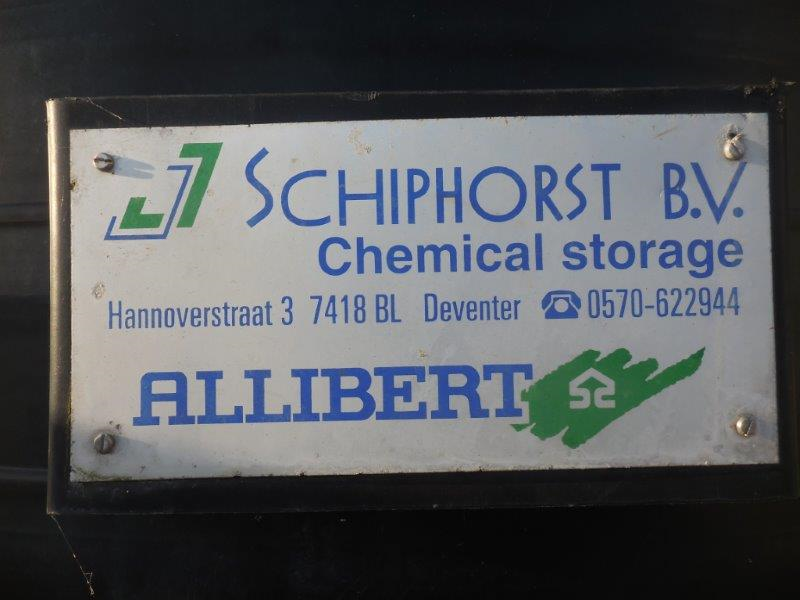 SCHIPHORST B.V.
Chemical storage
Hannoverstraat 3 7418 BL Deventer ☎ 0570-622944
ALLIBERT